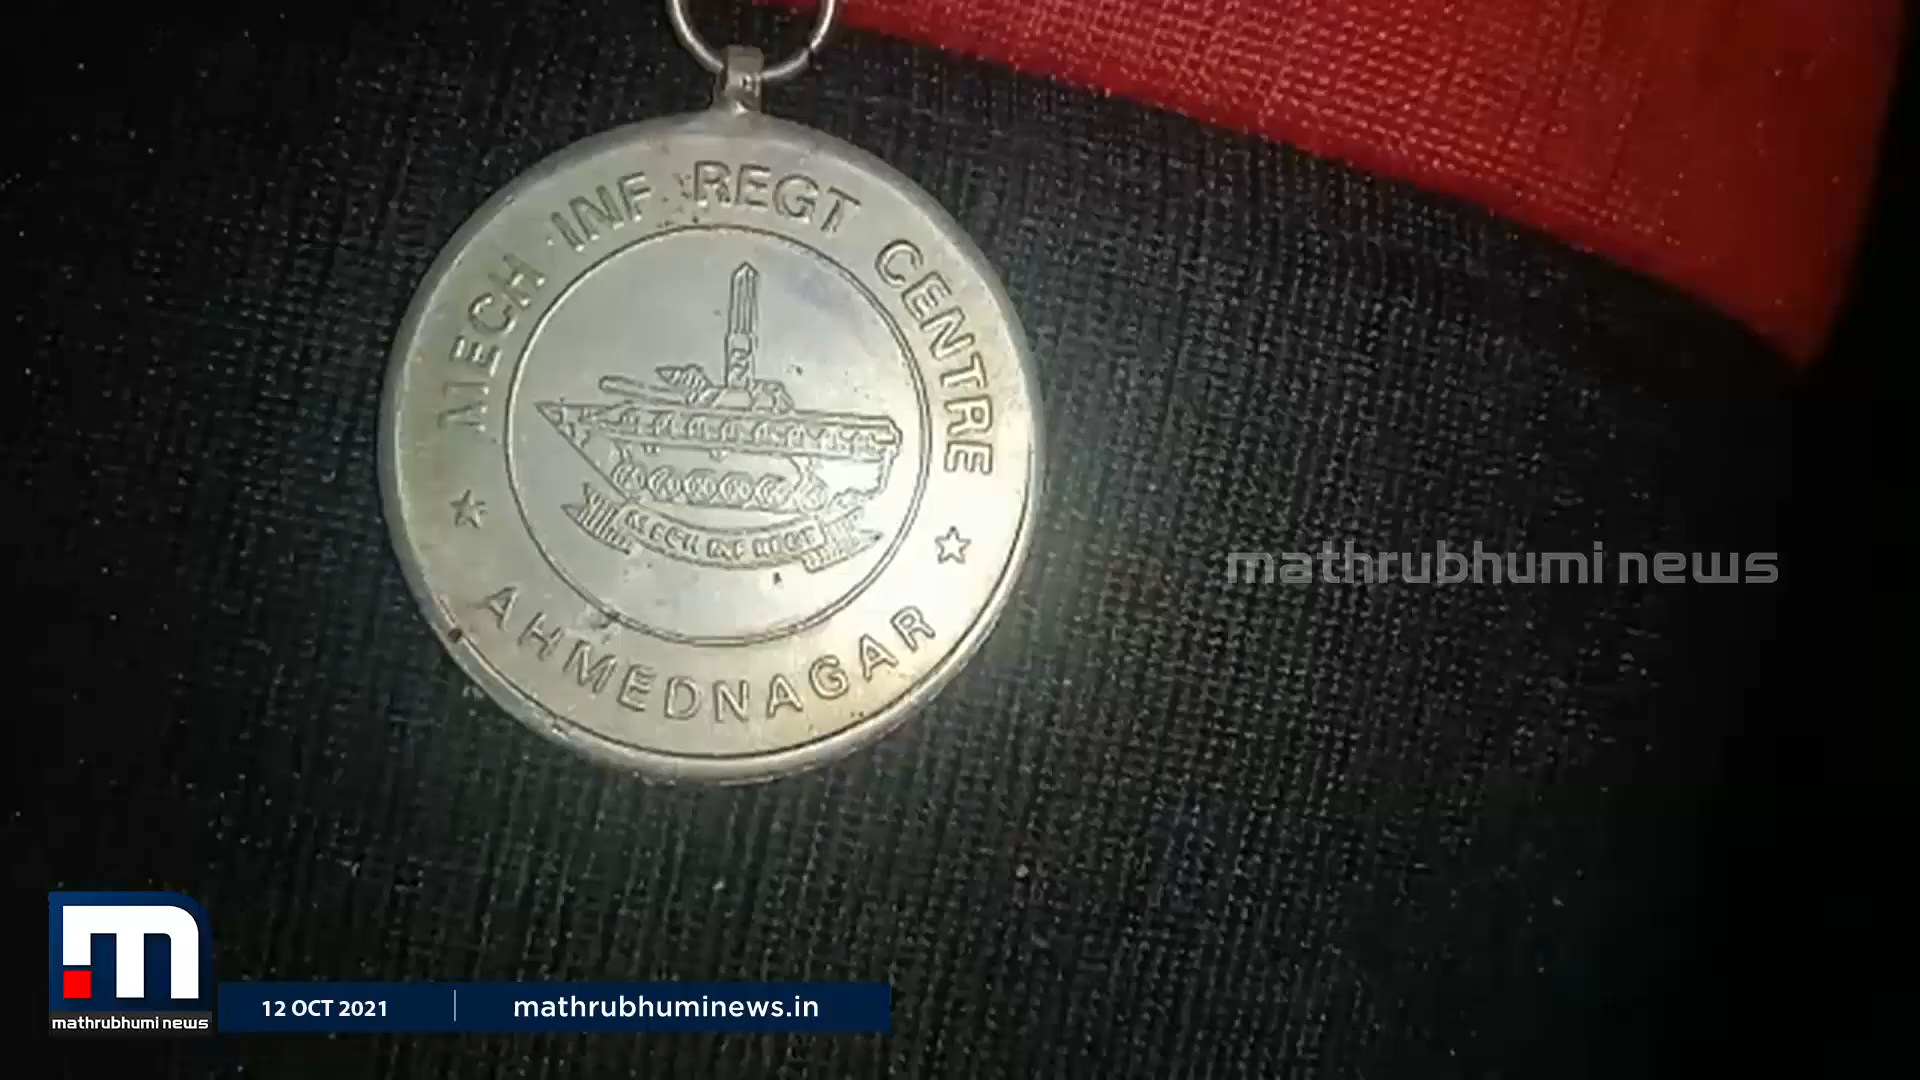 MECH INF REGT CENTRE
MECH INF REGT
AHMEDNAGAR
mathrubhumi news
mathrubhumi news
12 OCT 2021
mathrubhuminews.in